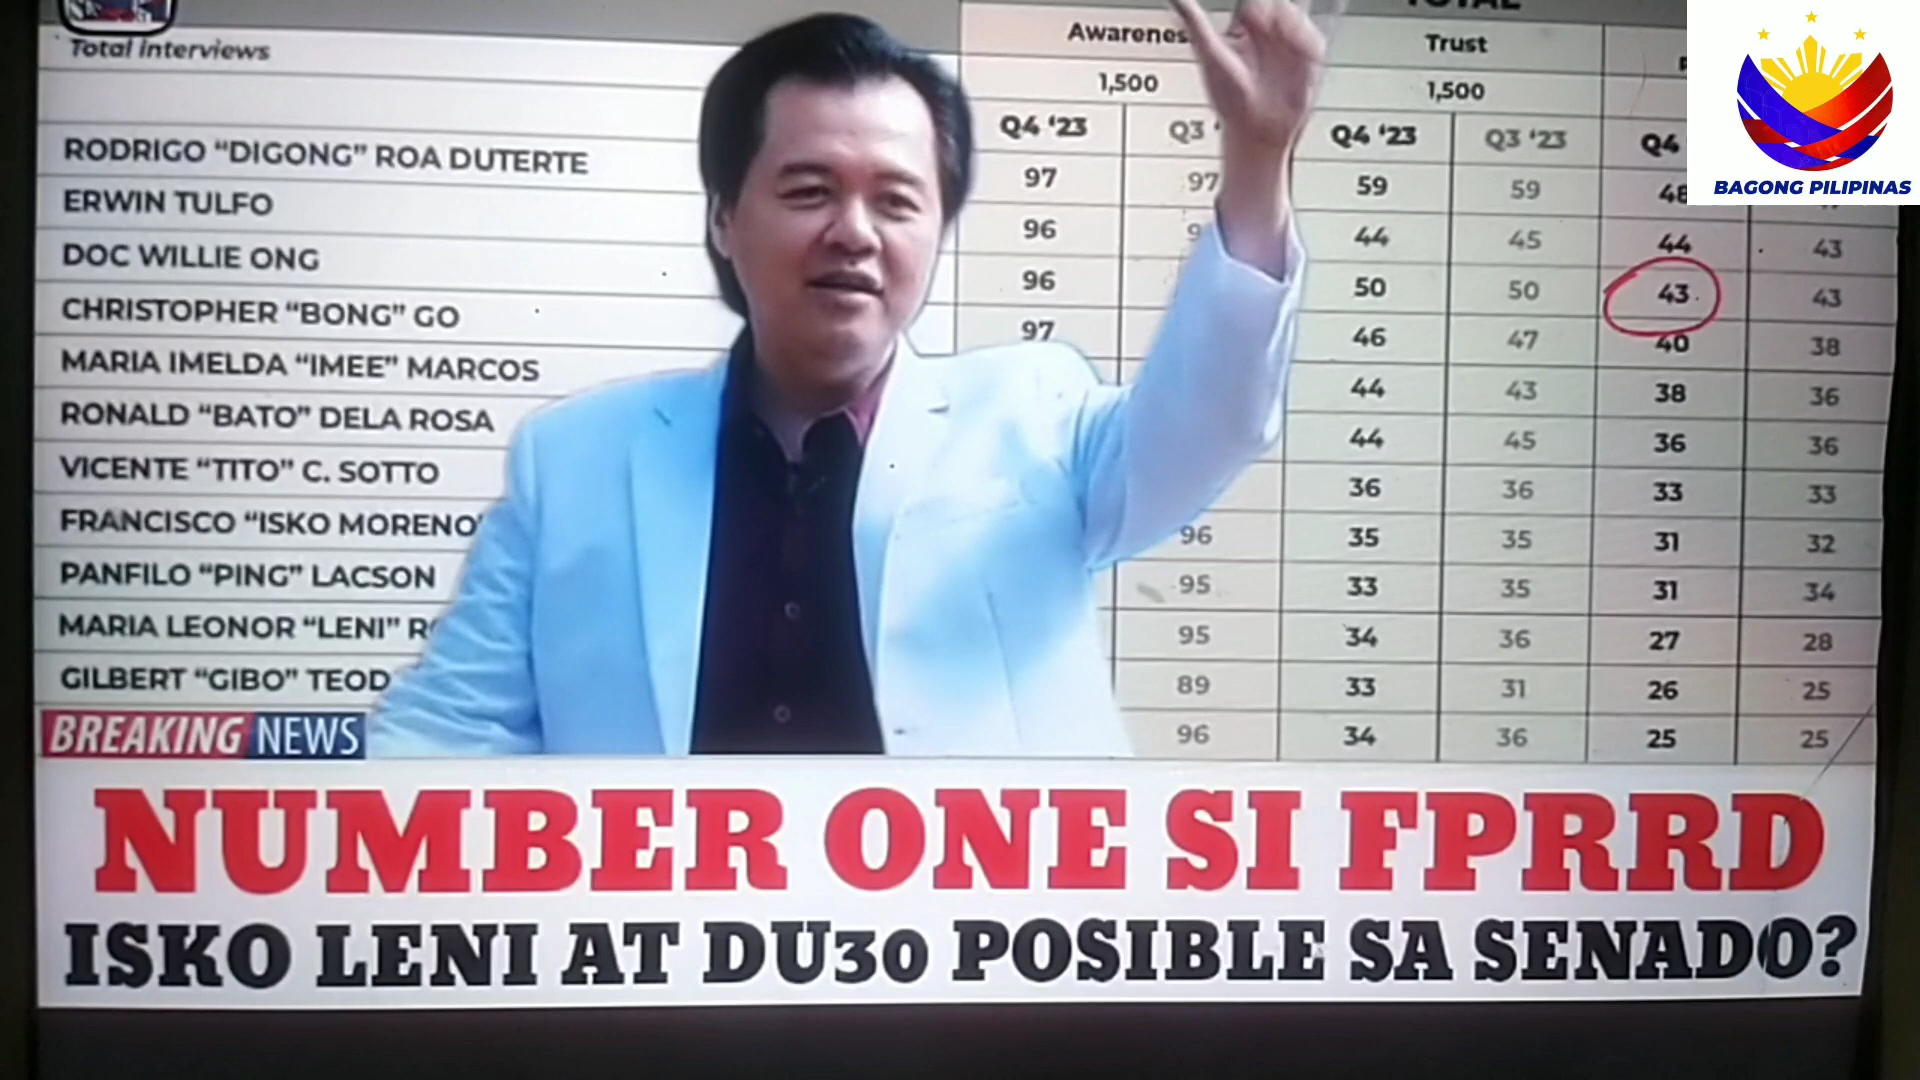 TOTAL
Total interviews
Awareness Trust
1,500 1,500
Q4 ‘23 Q3 ‘ Q4 ‘23 Q3 ‘23 Q4
RODRIGO “DIGONG” ROA DUTERTE 97 97 59 59 48
ERWIN TULFO 96 9 44 45 44 43
DOC WILLIE ONG 96 50 50 43 43
CHRISTOPHER “BONG” GO 97 46 47 40 38
MARIA IMELDA “IMEE” MARCOS 44 43 38 36
RONALD “BATO” DELA ROSA 44 45 36 36
VICENTE “TITO” C. SOTTO 36 36 33 33
FRANCISCO “ISKO MORENO” 96 35 35 31 32
PANFILO “PING” LACSON 95 33 35 31 34
MARIA LEONOR “LENI” RO 95 34 36 27 28
GILBERT “GIBO” TEOD 89 33 31 26 25
96 34 36 25 25
BAGONG PILIPINAS
BREAKING NEWS
NUMBER ONE SI FPRRD
ISKO LENI AT DU30 POSIBLE SA SENADO?